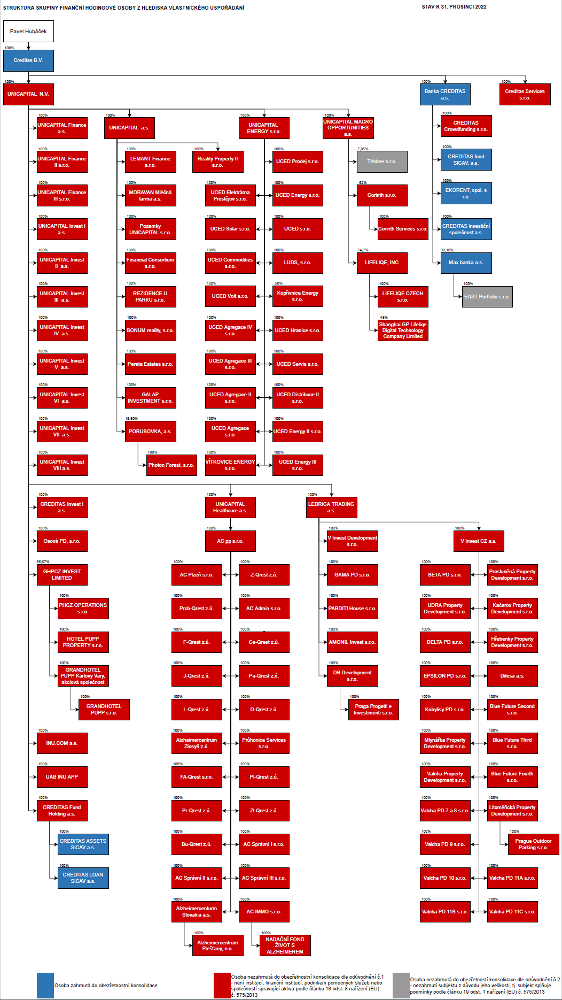 STRUKTURA SKUPINY FINANČNÍ HODINGOVÉ OSOBY Z HLEDISKA VLASTNICKÉHO USPOŘÁDÁNÍ
STAV K 31. PROSINCI 2022
Pavel Hubáček
100%
Creditas B.V.
100%
UNICAPITAL N.V.
100%
Banka CREDITAS
a.s.
100%
Creditas Services
s.r.o.
100%
UNICAPITAL Finance
a.s.
100%
UNICAPITAL Finance
II s.r.o.
100%
UNICAPITAL Finance
III s.r.o.
100%
UNICAPITAL Invest I
a.s.
100%
UNICAPITAL Invest
II a.s.
100%
UNICAPITAL Invest
III a.s.
100%
UNICAPITAL Invest
IV a.s.
100%
UNICAPITAL Invest
V a.s.
100%
UNICAPITAL Invest
VI a.s.
100%
UNICAPITAL Invest
VII a.s.
100%
UNICAPITAL Invest
VIII a.s.
100%
UNICAPITAL a.s.
100%
LEMANT Finance
s.r.o.
100%
Reality Property II
s.r.o.
100%
MORAVAN Mléčná
farma a.s.
100%
Pozemky
UNICAPITAL s.r.o.
100%
Financial Consortium
s.r.o.
100%
REZIDENCE U
PARKU s.r.o.
100%
BONUM reality, s.r.o.
100%
Pereta Estates s.r.o.
100%
GALAP
INVESTMENT s.r.o.
18,80%
PORUBOVKA, a.s.
100%
Photon Forest, s.r.o.
100%
UNICAPITAL
ENERGY s.r.o.
100%
UCED Prodej s.r.o.
100%
UCED Elektrárna
Prostějov s.r.o.
100%
UCED Energy s.r.o.
100%
UCED Solar s.r.o.
100%
UCED s.r.o.
100%
UCED Commodities
s.r.o.
100%
LUDS, s.r.o.
100%
UCED Volt s.r.o.
50%
Kopřivnice Energy
s.r.o.
100%
UCED Agregace IV
s.r.o.
100%
UCED Hranice s.r.o.
100%
UCED Agregace III
s.r.o.
100%
UCED Servis s.r.o.
100%
UCED Agregace II
s.r.o.
100%
UCED Distribuce II
s.r.o.
100%
UCED Agregace
s.r.o.
100%
UCED Energy II s.r.o.
100%
VÍTKOVICE ENERGY
s.r.o.
100%
UCED Energy III
s.r.o.
100%
UNICAPITAL MACRO
OPPORTUNITIES
a.s.
7,05%
Trisbee s.r.o.
62%
Corinth s.r.o.
100%
Corinth Services s.r.o.
74,7%
LIFELIQE, INC
100%
LIFELIQE CZECH
s.r.o.
49%
Shanghai GP Lifeliqe
Digital Technology
Company Limited
100%
CREDITAS
Crowdfunding s.r.o.
100%
CREDITAS fond
SICAV, a.s.
100%
EKORENT, spol. s
r.o.
100%
CREDITAS investiční
společnost a.s.
90,10%
Max banka a.s.
100%
EAST Portfolio s.r.o.
100%
CREDITAS Invest I
a.s.
100%
Osová PD, s.r.o.
66,67%
GHPCZ INVEST
LIMITED
100%
PHCZ OPERATIONS
s.r.o.
100%
HOTEL PUPP
PROPERTY s.r.o.
100%
GRANDHOTEL
PUPP Karlovy Vary,
akciová společnost
100%
GRANDHOTEL
PUPP s.r.o.
100%
INU.COM a.s.
100%
UAB INU APP
100%
CREDITAS Fund
Holding a.s.
100%
CREDITAS ASSETS
SICAV a.s.
100%
CREDITAS LOAN
SICAV a.s.
100%
UNICAPITAL
Healthcare a.s.
100%
AC pp s.r.o.
100%
AC Plzeň s.r.o.
100%
Z-Qrest z.ú.
100%
Prch-Qrest z.ú.
100%
AC Admin s.r.o.
100%
F-Qrest z.ú.
100%
Ce-Qrest z.ú.
100%
J-Qrest z.ú.
100%
Pa-Qrest z.ú.
100%
L-Qrest z.ú.
100%
O-Qrest z.ú.
100%
Alzheimercentrum
Zlosyň z.ú.
100%
Průhonice Services
s.r.o.
100%
FA-Qrest s.r.o.
100%
Pl-Qrest z.ú.
100%
Pr-Qrest z.ú.
100%
Zl-Qrest z.ú.
100%
Bu-Qrest z.ú.
100%
AC Správní I s.r.o.
100%
AC Správní II s.r.o.
100%
AC Správní III s.r.o.
100%
Alzheimercenturm
Slovakia a.s.
100%
AC IMMO s.r.o.
100%
Alzheimercentrum
Piešťany, n.o.
100%
NADAČNÍ FOND
ŽIVOT S
ALZHEIMEREM
100%
LEDRICA TRADING
a.s.
100%
V Invest Development
s.r.o.
100%
GAMA PD s.r.o.
100%
PARDITI House s.r.o.
100%
AMONIL Invest s.r.o.
100%
DB Development
s.r.o.
100%
Praga Progetti e
Investimenti s.r.o.
100%
V Invest CZ a.s.
100%
BETA PD s.r.o.
100%
Prosluněná Property
Development s.r.o.
100%
UDRA Property
Development s.r.o.
100%
Kačerov Property
Development s.r.o.
100%
DELTA PD s.r.o.
100%
Hřebenky Property
Development s.r.o.
100%
EPSILON PD s.r.o.
100%
Difesa a.s.
100%
Kobylisy PD s.r.o.
100%
Blue Future Second
s.r.o.
100%
Mlynářka Property
Development s.r.o.
100%
Blue Future Third
s.r.o.
100%
Valcha Property
Development s.r.o.
100%
Blue Future Fourth
s.r.o.
100%
Valcha PD 7 a 8 s.r.o.
100%
Litoměřická Property
Development s.r.o.
100%
Valcha PD 9 s.r.o.
100%
Prague Outdoor
Parking s.r.o.
100%
Valcha PD 10 s.r.o.
100%
Valcha PD 11A s.r.o.
100%
Valcha PD 11B s.r.o.
100%
Valcha PD 11C s.r.o.
Osoba zahrnutá do obezřetnostní konsolidace
Osoba nezahrnutá do obezřetnostní konsolidace dle odůvodnění č.1
- není institucí, finanční institucí, podnikem pomocných služeb nebo
společností spravující aktiva podle článku 18 odst. 8 nařízení (EU)
č. 575/2013
Osoba nezahrnutá do obezřetností konsolidace dle odůvodnění č.2
- nezahrnutí subjektu z důvodu jeho velikosti, tj. subjekt splňuje
podmínky podle článku 19 odst. 1 nařízení (EU) č. 575/2013